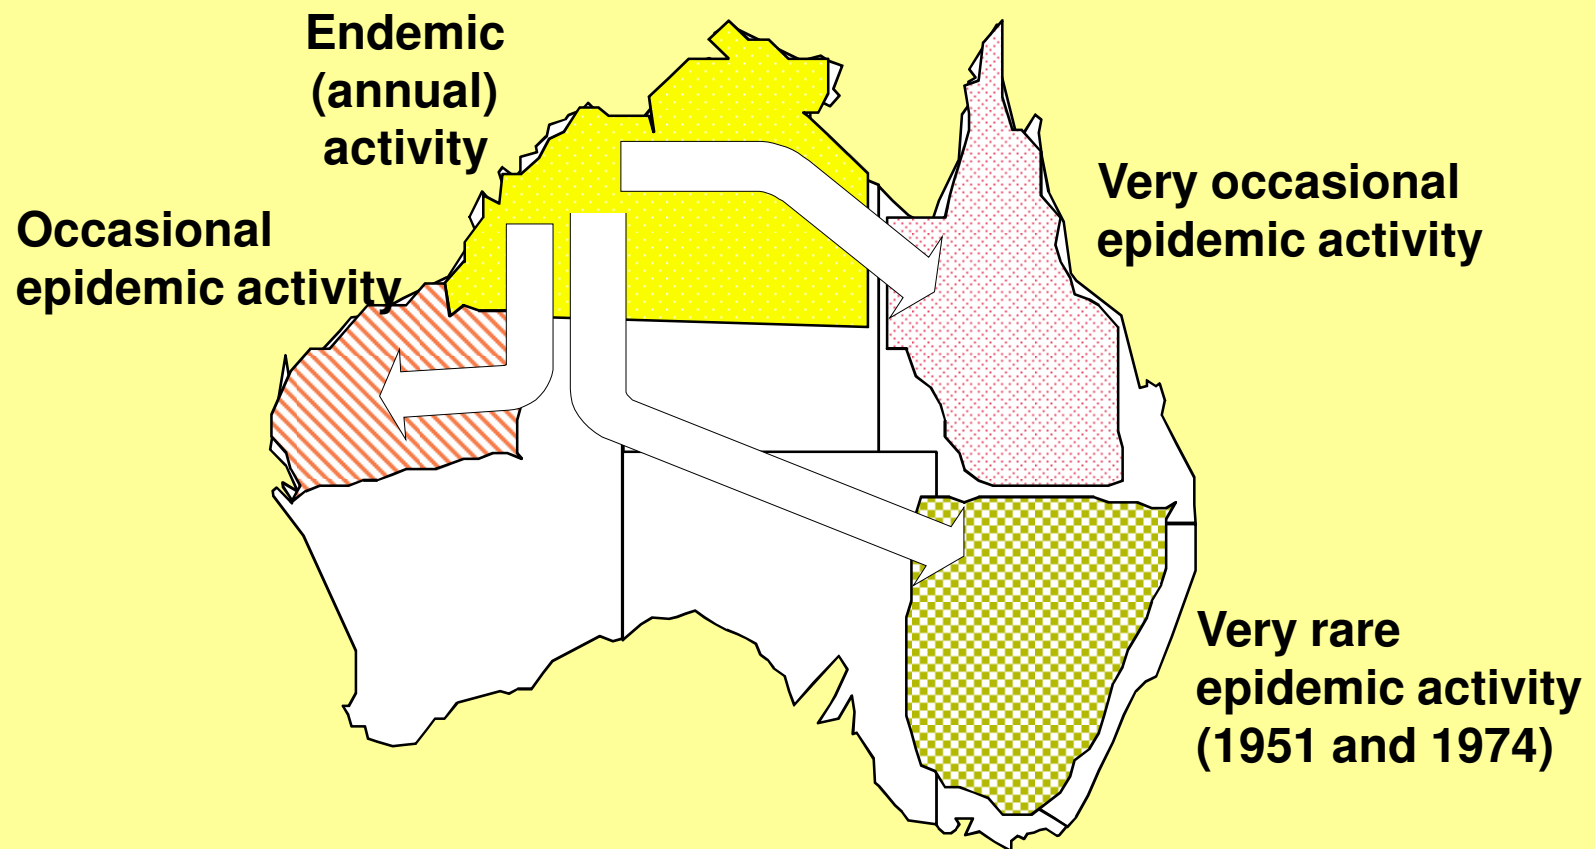 Endemic
(annual)
activity
Occasional
epidemic activity
Very occasional
epidemic activity
Very rare
epidemic activity
(1951 and 1974)